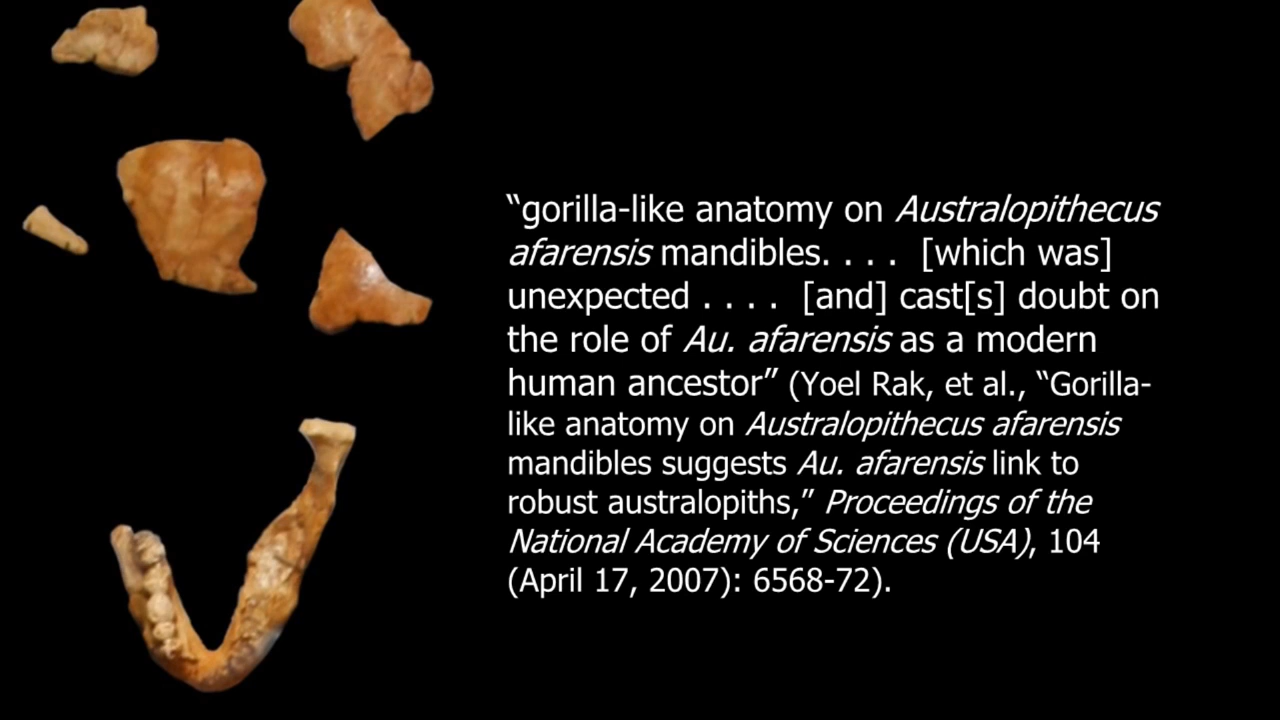 “gorilla-like anatomy on Australopithecus
afarensis mandibles. . . .  [which was]
unexpected . . . .  [and] cast[s] doubt on
the role of Au. afarensis as a modern
human ancestor” (Yoel Rak, et al., “Gorilla-
like anatomy on Australopithecus afarensis
mandibles suggests Au. afarensis link to
robust australopiths,” Proceedings of the
National Academy of Sciences (USA), 104
(April 17, 2007): 6568-72).